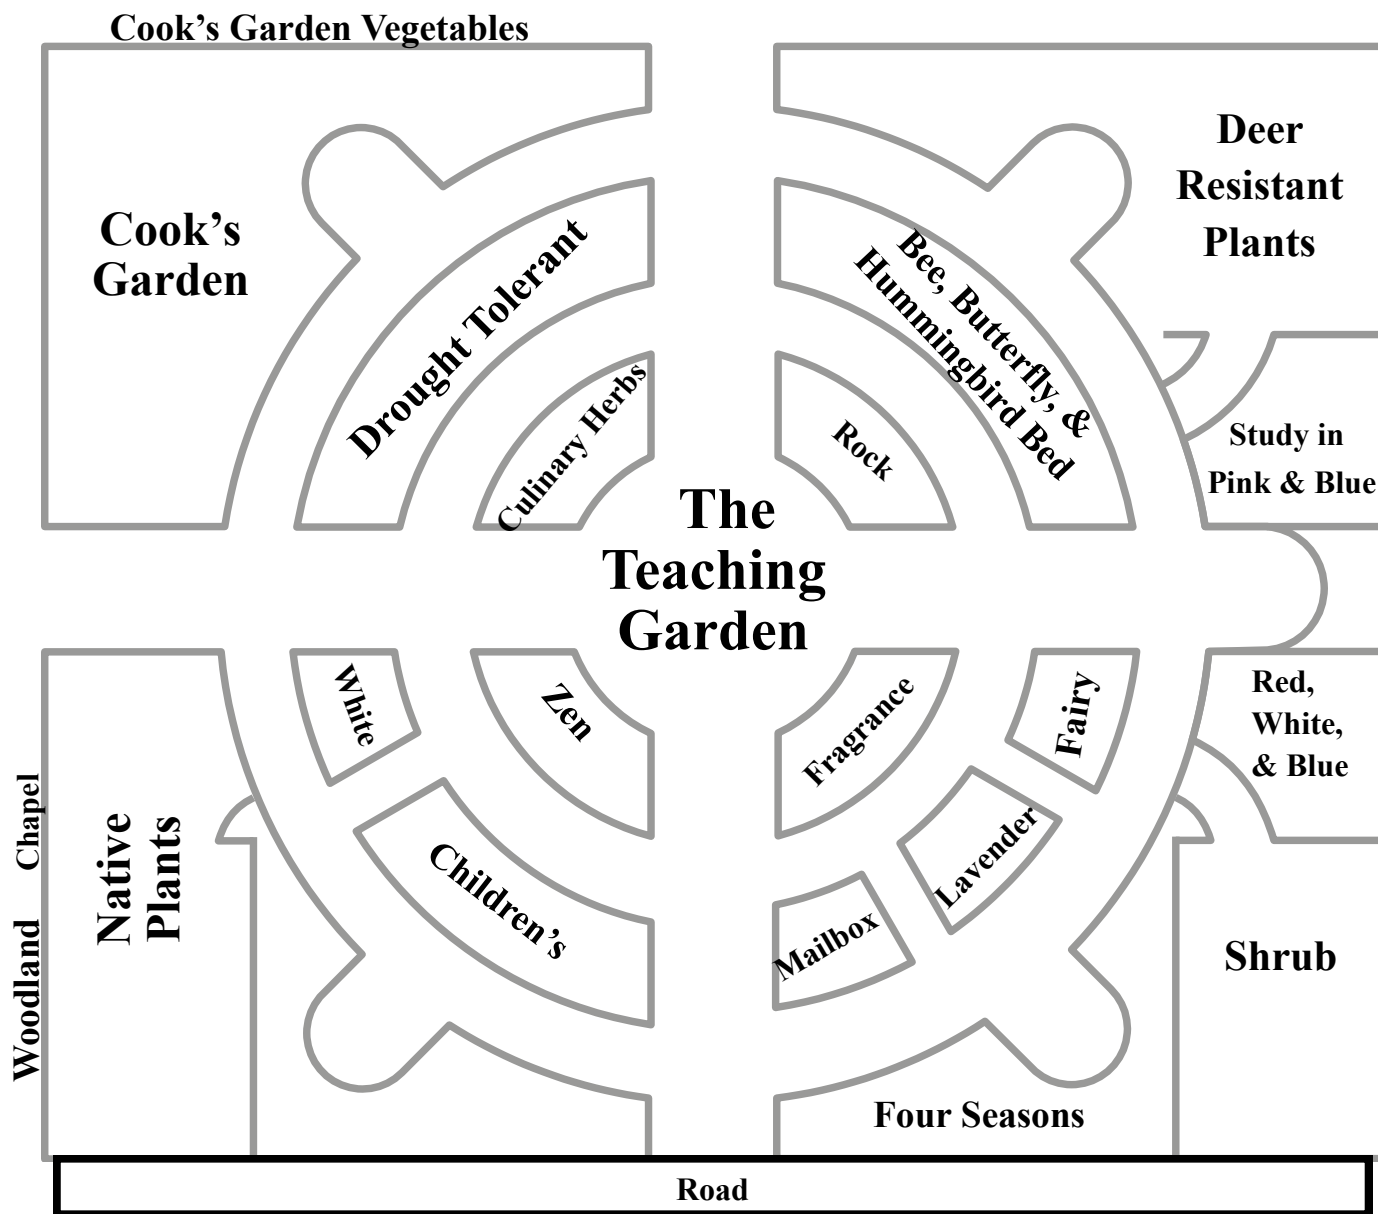 Cook’s Garden Vegetables
Cook’s
Garden
Drought Tolerant
Culinary Herbs
Bee, Butterfly, &
Hummingbird Bed
Rock
Deer
Resistant
Plants
Study in
Pink & Blue
The
Teaching
Garden
White
Zen
Children’s
Fragrance
Fairy
Lavender
Mailbox
Red,
White,
& Blue
Woodland Chapel
Native
Plants
Shrub
Four Seasons
Road